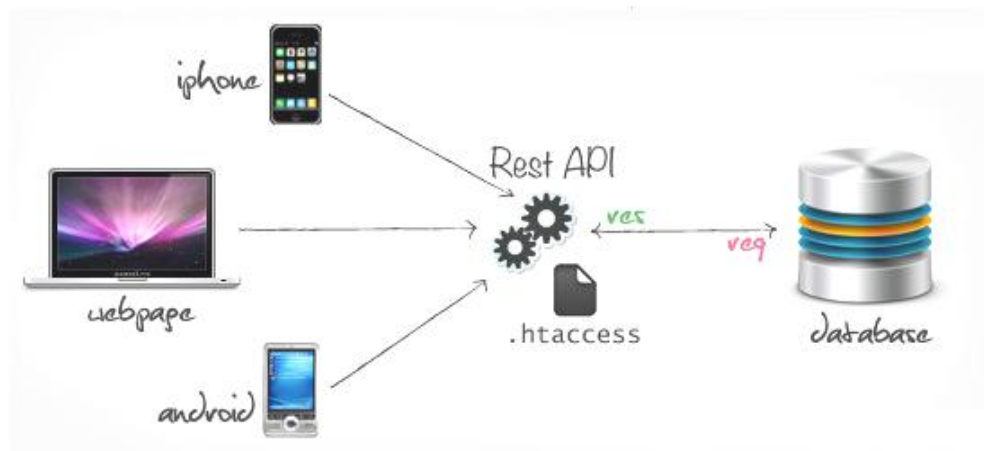 iphone
Rest API
res
req
webpage
.htaccess
database
android